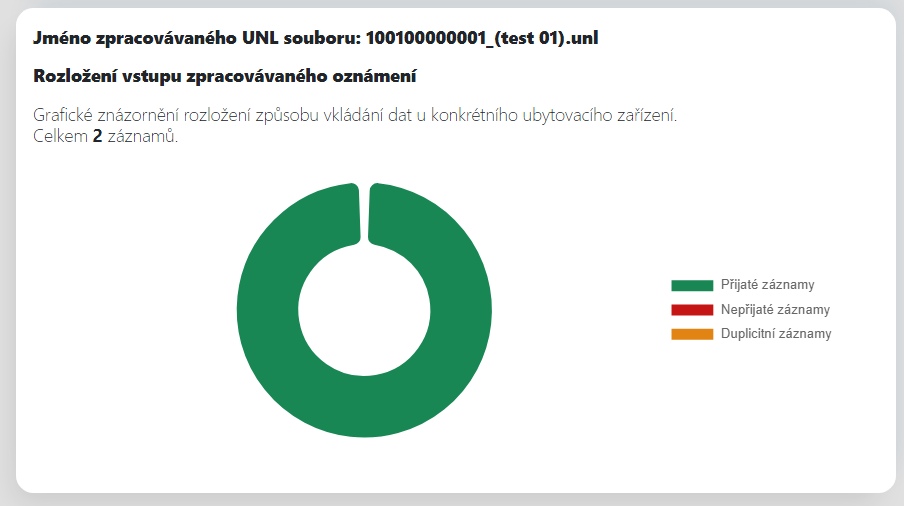 Jméno zpracovávaného UNL souboru: 100100000001_(test 01).unl
Rozložení vstupu zpracovávaného oznámení
Grafické znázornění rozložení způsobu vkládání dat u konkrétního ubytovacího zařízení.
Celkem 2 záznamů.
Přijaté záznamy
Nepřijaté záznamy
Duplicitní záznamy